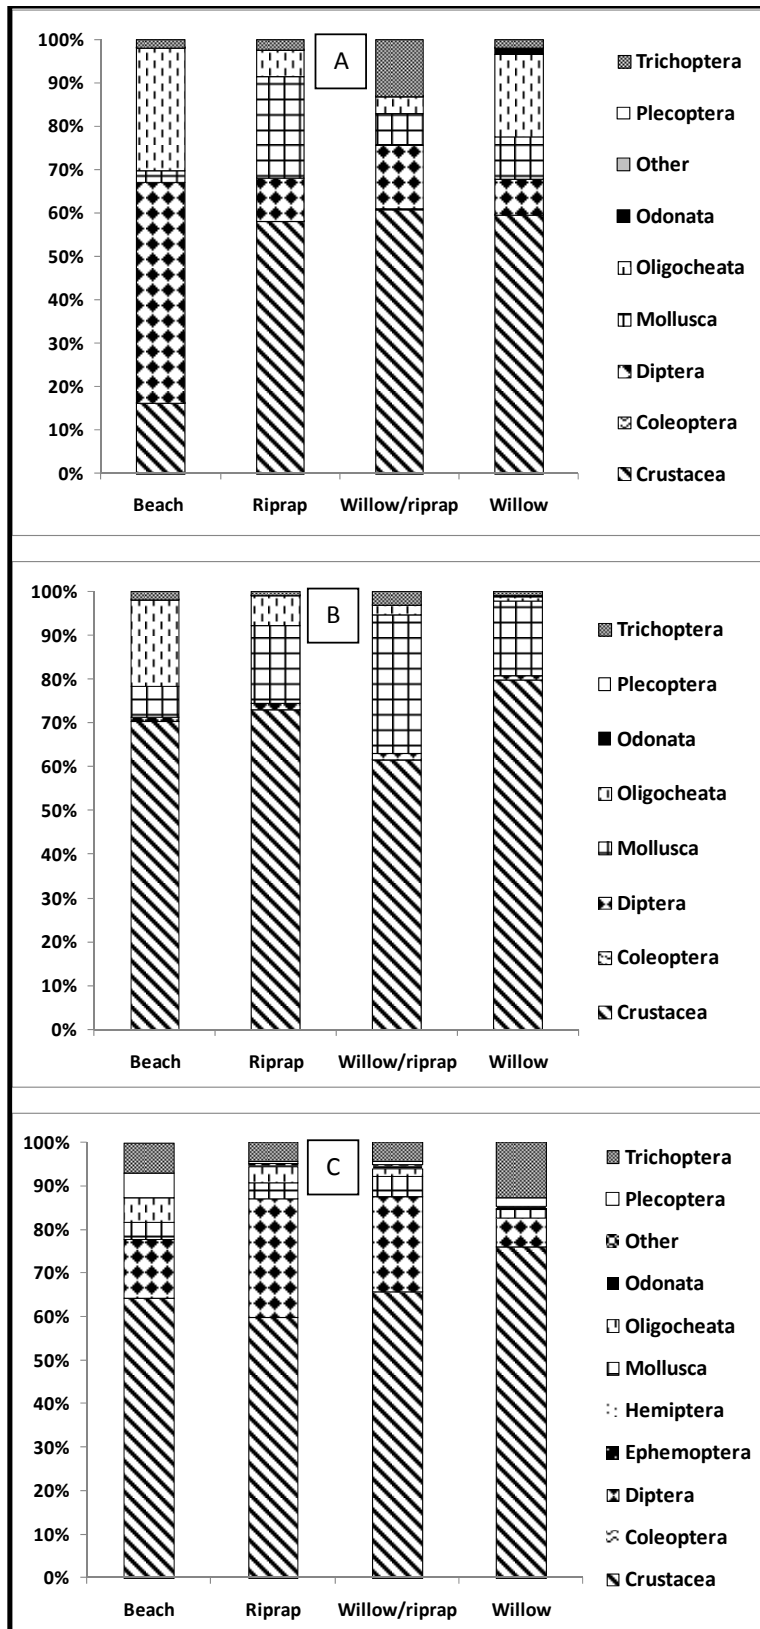 100%
90%
80%
70%
60%
50%
40%
30%
20%
10%
0%
A
Beach Riprap Willow/riprap Willow
Trichoptera
Plecoptera
Other
Odonata
Oligocheata
Mollusca
Diptera
Coleoptera
Crustacea
100%
90%
80%
70%
60%
50%
40%
30%
20%
10%
0%
B
Beach Riprap Willow/riprap Willow
Trichoptera
Plecoptera
Odonata
Oligocheata
Mollusca
Diptera
Coleoptera
Crustacea
100%
90%
80%
70%
60%
50%
40%
30%
20%
10%
0%
C
Beach Riprap Willow/riprap Willow
Trichoptera
Plecoptera
Other
Odonata
Oligocheata
Mollusca
Hemiptera
Ephemoptera
Diptera
Coleoptera
Crustacea